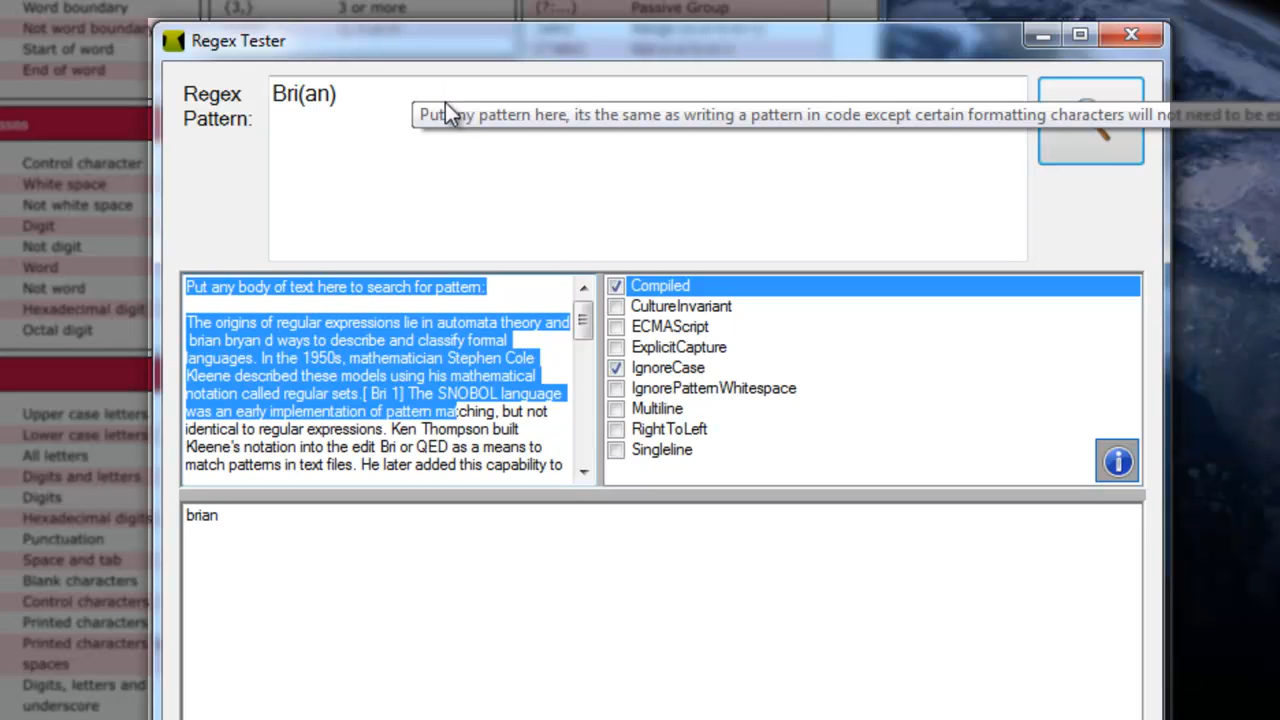 Word boundary
{3,}
3 or more
(?:...)
Passive Group
Not word boundary
Start of word
End of word
Control character
White space
Not white space
Digit
Not digit
Word
Not word
Hexadecimal digit
Octal digit
Upper case letters
Lower case letters
All letters
Digits and letters
Digits
Hexadecimal digits
Punctuation
Space and tab
Blank characters
Control characters
Printed characters
Printed characters
spaces
Digits, letters and
underscore
Regex Tester
Regex
Pattern:
Bri(an)
Put any pattern here, its the same as writing a pattern in code except certain formatting characters will not need to be
Put any body of text here to search for pattern:
The origins of regular expressions lie in automata theory and
brian bryan d ways to describe and classify formal
languages. In the 1950s, mathematician Stephen Cole
Kleene described these models using his mathematical
notation called regular sets.[ Bri 1] The SNOBOL language
was an early implementation of pattern matching, but not
identical to regular expressions. Ken Thompson built
Kleene's notation into the edit Bri or QED as a means to
match patterns in text files. He later added this capability to
Compiled
CultureInvariant
ECMAScript
ExplicitCapture
IgnoreCase
IgnorePatternWhitespace
Multiline
RightToLeft
Singleline
brian